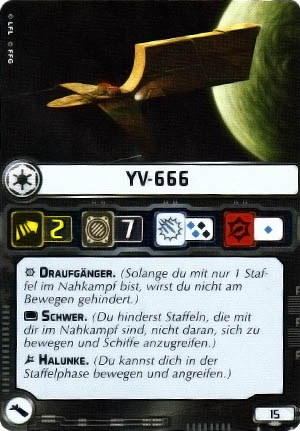 © LFL © FFG
YV-666
2 7
DRAUFGÄNGER. (Solange du mit nur 1 Staf-
fel im Nahkampf bist, wirst du nicht am
Bewegen gehindert.)
SCHWER. (Du hinderst Staffeln, die mit
dir im Nahkampf sind, nicht daran, sich zu
bewegen und Schiffe anzugreifen.)
HALUNKE. (Du kannst dich in der
Staffelphase bewegen und angreifen.)
15